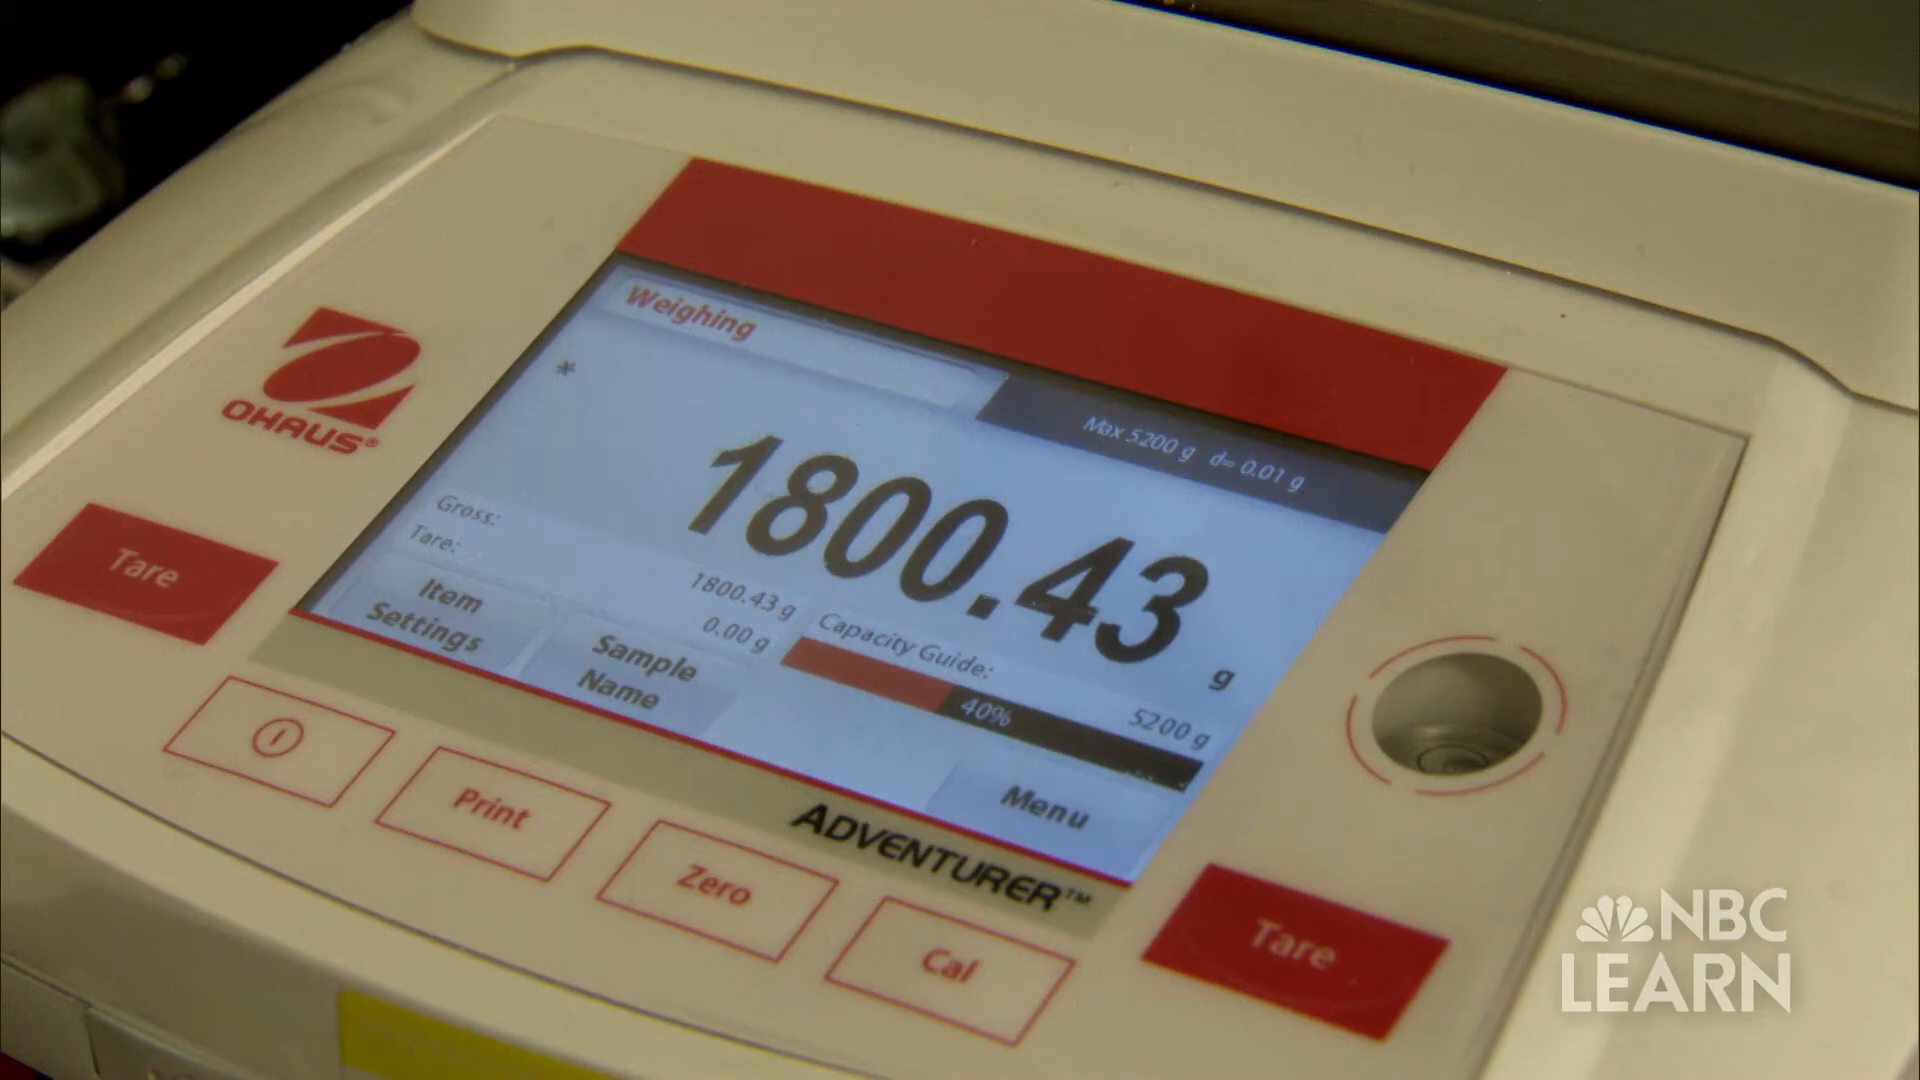 Weighing
Max 5200 g d= 0.01 g
*
1800.43 g
OHAUS®
Gross: 1800.43 g
Tare: 0.00 g
Capacity Guide:
40%
5200 g
Item
Settings
Sample
Name
Menu
ADVENTURER™
Tare
Print
Zero
Cal
Tare
NBC
LEARN